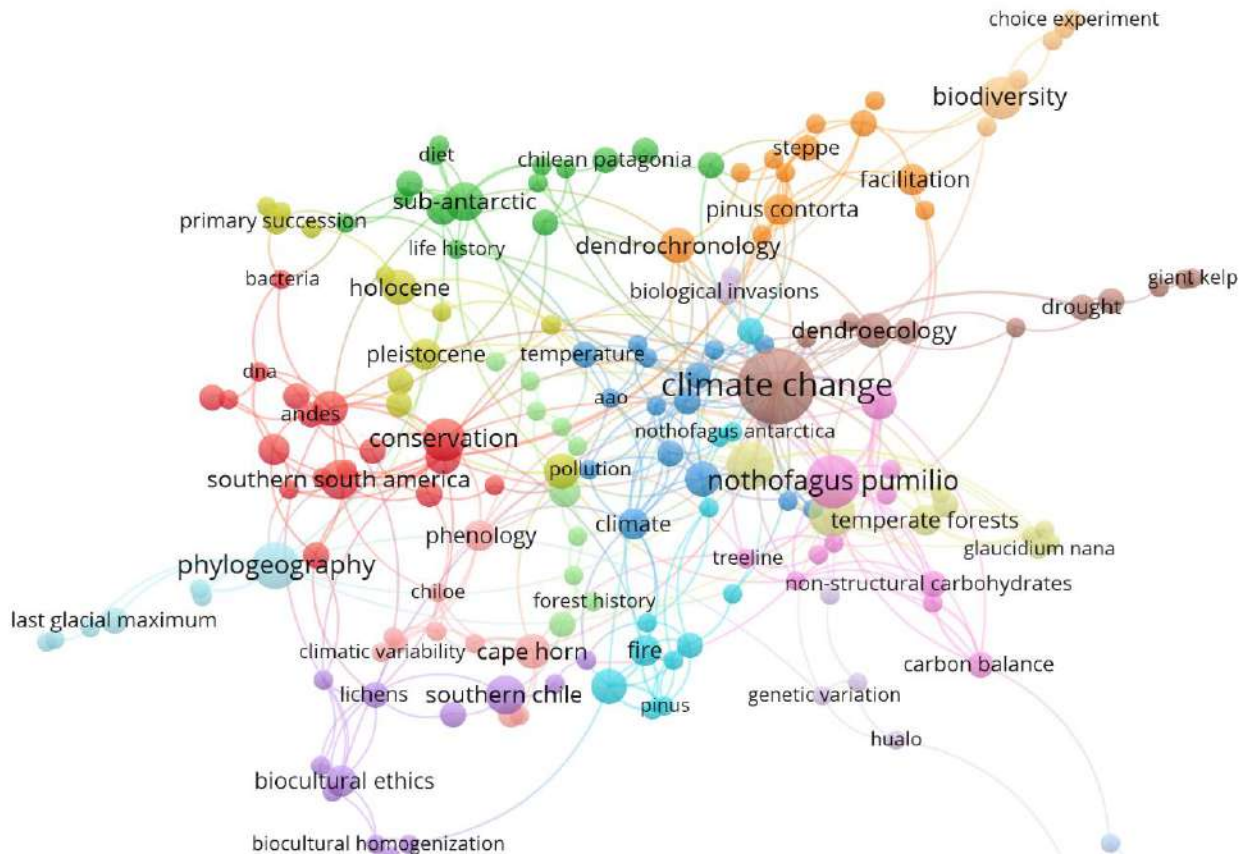 choice experiment
biodiversity
diet
chilean patagonia
steppe
facilitation
sub-antarctic
pinus contorta
primary succession
life history
dendrochronology
bacteria
holocene
biological invasions
giant kelp
drought
dendroecology
pleistocene
temperature
dna
climate change
aao
andes
conservation
nothofagus antarctica
southern south america
pollution
nothofagus pumilio
climate
temperate forests
phenology
glaucidium nana
treeline
phylogeography
non-structural carbohydrates
chiloe
forest history
last glacial maximum
climatic variability
cape horn
fire
carbon balance
lichens
southern chile
genetic variation
pinus
hualo
biocultural ethics
biocultural homogenization